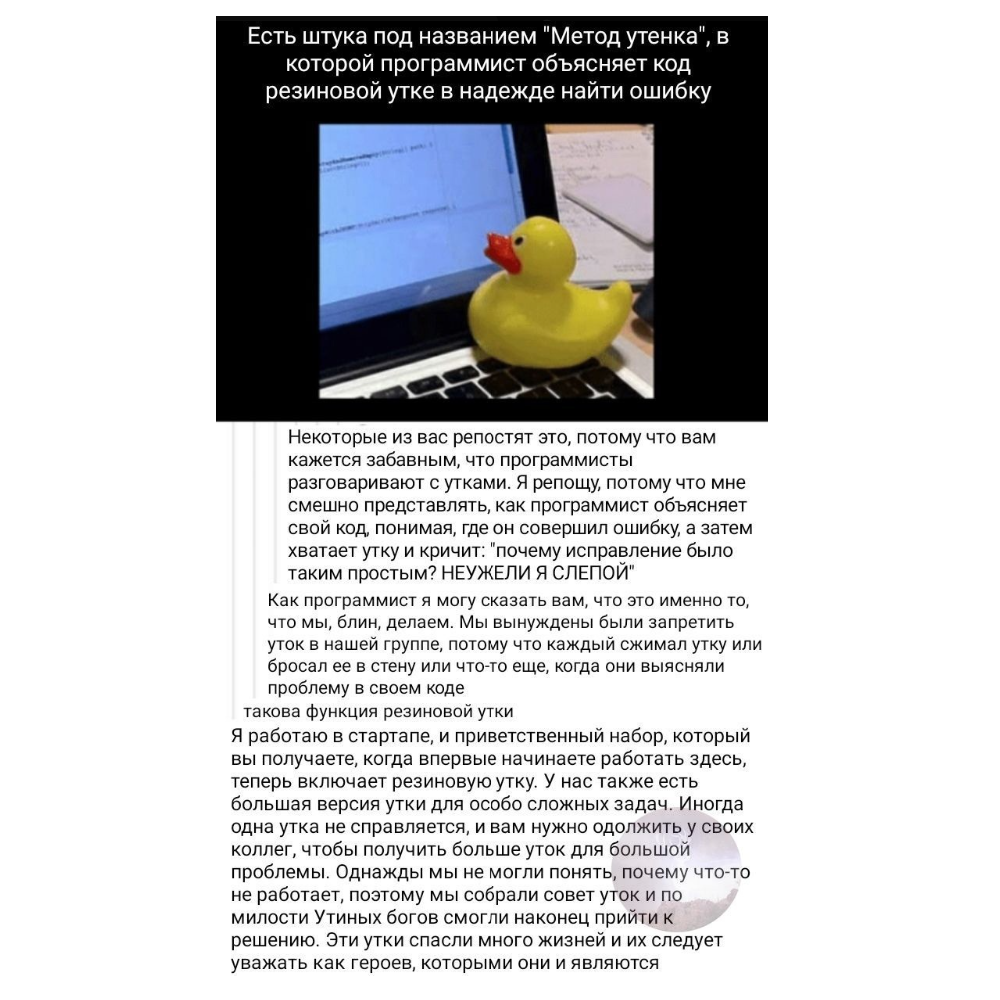 Есть штука под названием "Метод утенка", в
которой программист объясняет код
резиновой утке в надежде найти ошибку
Некоторые из вас репостят это, потому что вам
кажется забавным, что программисты
разговаривают с утками. Я репощу, потому что мне
смешно представлять, как программист объясняет
свой код, понимая, где он совершил ошибку, а затем
хватает утку и кричит: "почему исправление было
таким простым? НЕУЖЕЛИ Я СЛЕПОЙ"
Как программист я могу сказать вам, что это именно то,
что мы, блин, делаем. Мы вынуждены были запретить
уток в нашей группе, потому что каждый сжимал утку или
бросал ее в стену или что-то еще, когда они выясняли
проблему в своем коде
такова функция резиновой утки
Я работаю в стартапе, и приветственный набор, который
вы получаете, когда впервые начинаете работать здесь,
теперь включает резиновую утку. У нас также есть
большая версия утки для особо сложных задач. Иногда
одна утка не справляется, и вам нужно одолжить у своих
коллег, чтобы получить больше уток для большой
проблемы. Однажды мы не могли понять, почему что-то
не работает, поэтому мы собрали совет уток и по
милости Утиных богов смогли наконец прийти к
решению. Эти утки спасли много жизней и их следует
уважать как героев, которыми они и являются